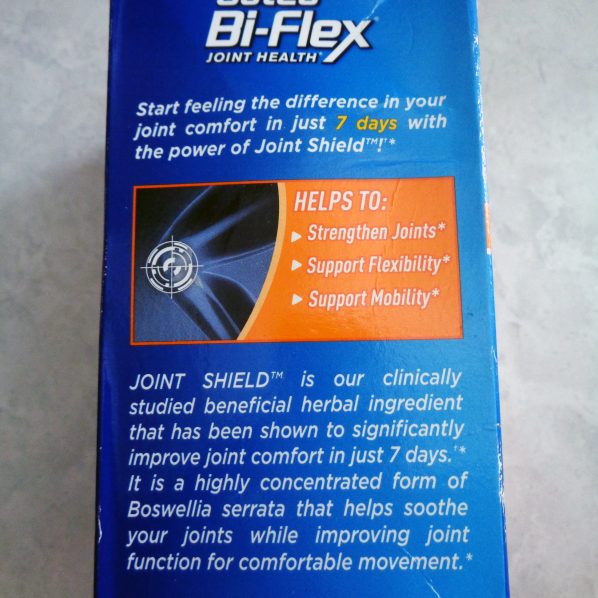 Bi-Flex®
JOINT HEALTH
Start feeling the difference in your
joint comfort in just 7 days with
the power of Joint Shield™!†*
HELPS TO:
Strengthen Joints*
Support Flexibility*
Support Mobility*
JOINT SHIELD™ is our clinically
studied beneficial herbal ingredient
that has been shown to significantly
improve joint comfort in just 7 days.†*
It is a highly concentrated form of
Boswellia serrata that helps soothe
your joints while improving joint
function for comfortable movement.*